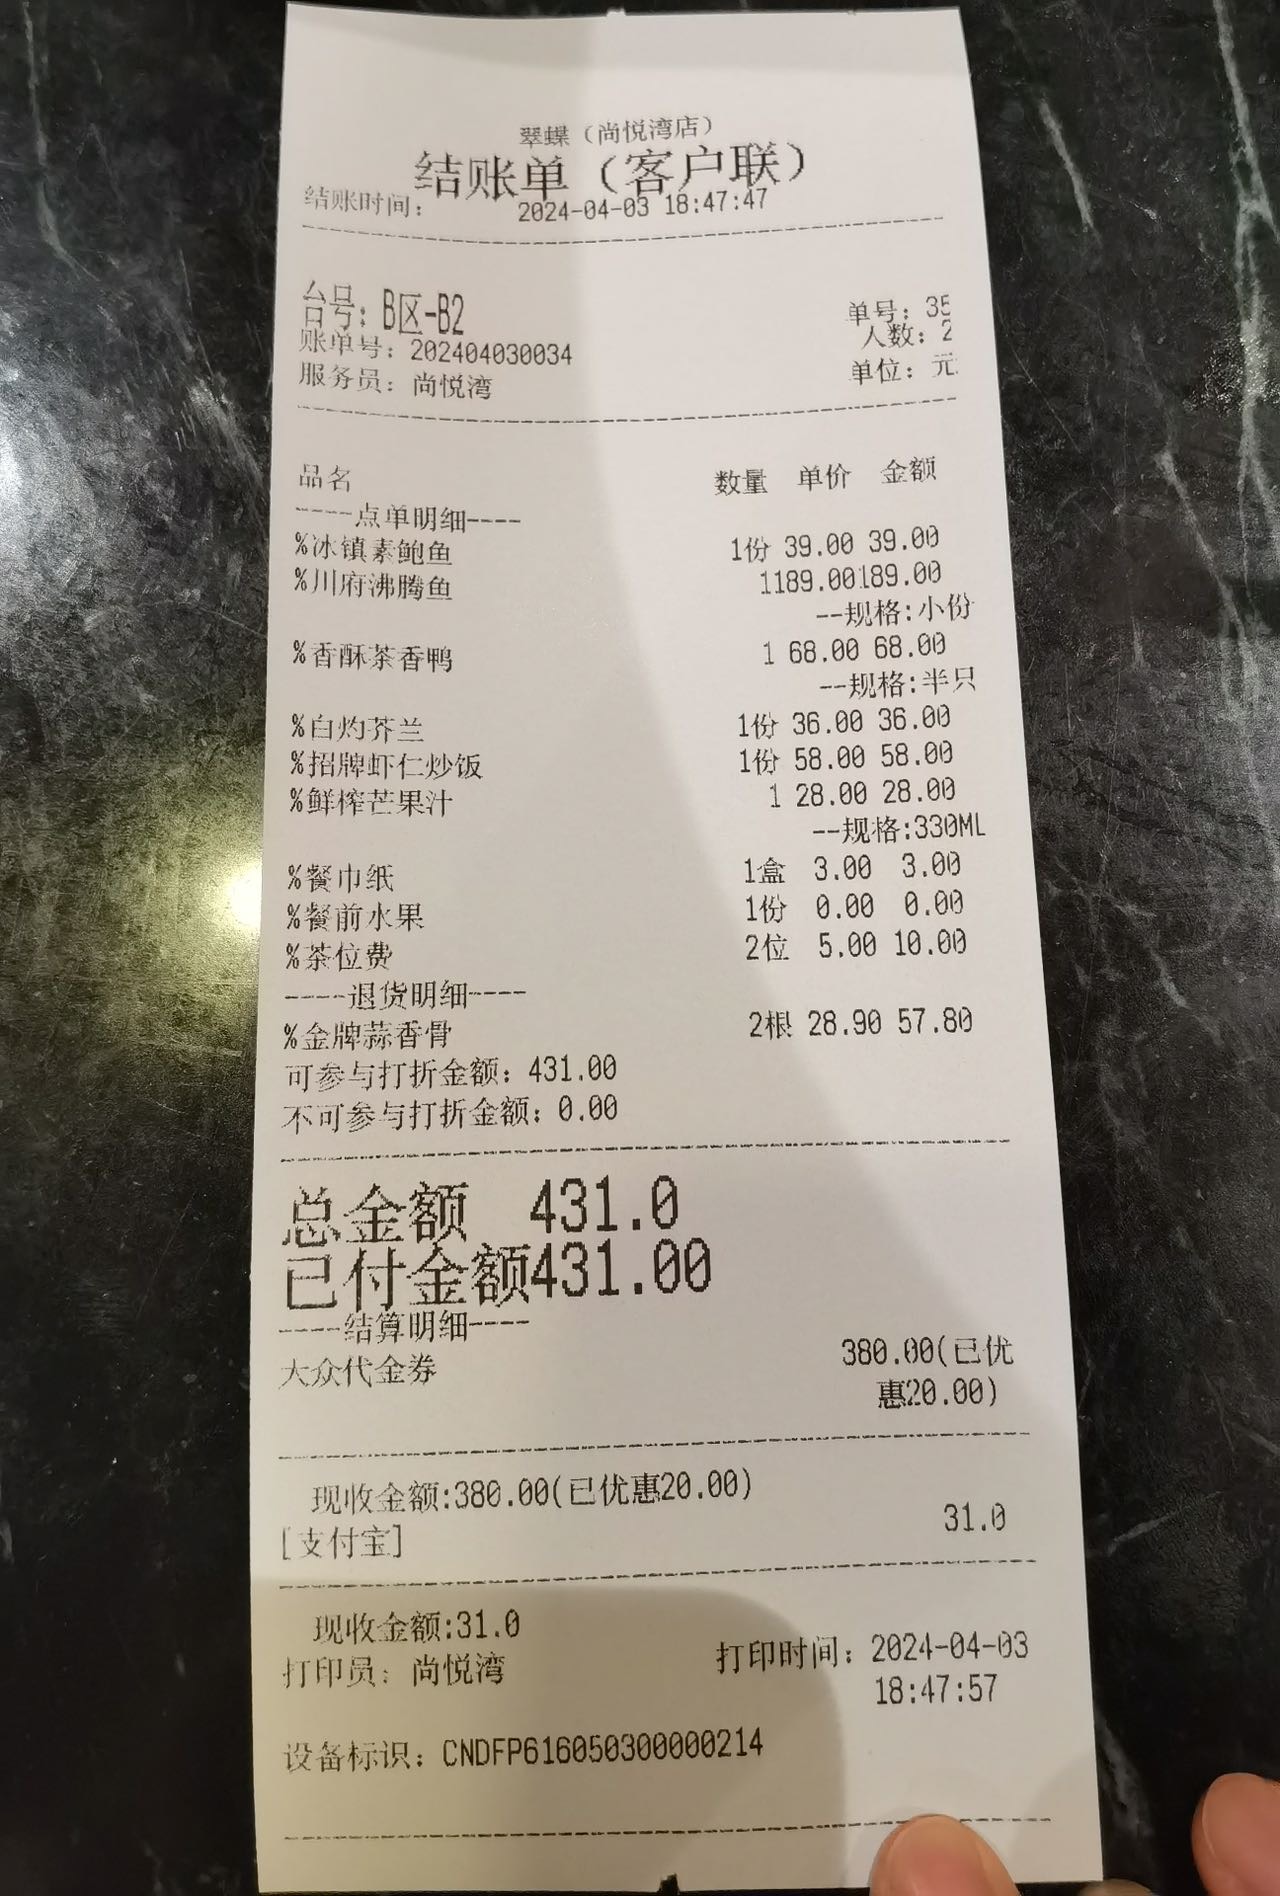 翠蝶（尚悦湾店）
结账单（客户联）
结账时间： 2024-04-03 18:47:47
台号：B区-B2 单号：35
账单号：202404030034 人数：2
服务员：尚悦湾 单位：元
品名 数量 单价 金额
----点单明细----
%冰镇素鲍鱼 1份 39.00 39.00
%川府沸腾鱼 1189.00189.00
--规格:小份
%香酥茶香鸭 1 68.00 68.00
--规格:半只
%白灼芥兰 1份 36.00 36.00
%招牌虾仁炒饭 1份 58.00 58.00
%鲜榨芒果汁 1 28.00 28.00
--规格:330ML
%餐巾纸 1盒 3.00 3.00
%餐前水果 1份 0.00 0.00
%茶位费 2位 5.00 10.00
----退货明细----
%金牌蒜香骨 2根 28.90 57.80
可参与打折金额：431.00
不可参与打折金额：0.00
总金额 431.0
已付金额431.00
----结算明细----
大众代金券 380.00(已优
惠20.00)
现收金额:380.00(已优惠20.00)
[支付宝] 31.0
现收金额:31.0
打印员：尚悦湾 打印时间：2024-04-03
18:47:57
设备标识：CNDFP616050300000214